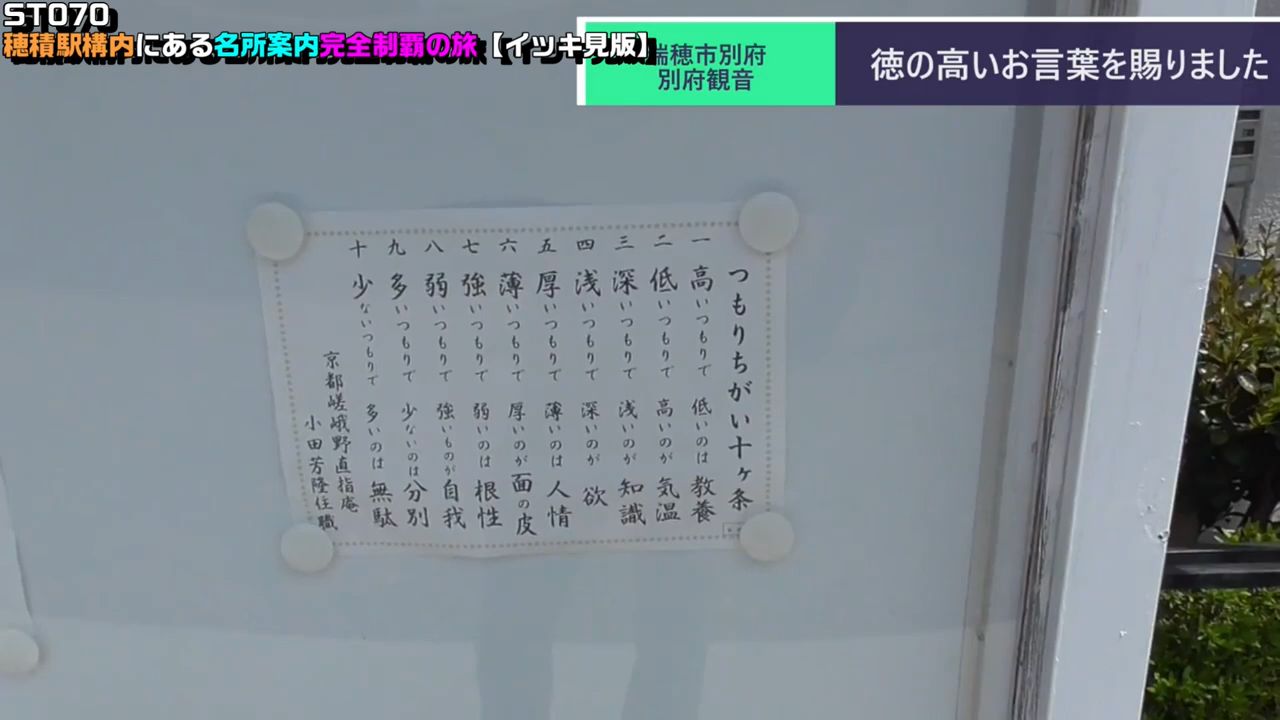 ST070
穂積駅構内にある名所案内完全制覇の旅【イッキ見版】
瑞穂市別府
別府観音
徳の高いお言葉を賜りました
つもりちがい十ヶ条
一 高いつもりで 低いのは 教養
二 低いつもりで 高いのが 気温
三 深いつもりで 浅いのが 知識
四 浅いつもりで 深いのが 欲
五 厚いつもりで 薄いのは 人情
六 薄いつもりで 厚いのが 面の皮
七 強いつもりで 弱いのは 根性
八 弱いつもりで 強いものが 自我
九 多いつもりで 少ないのは 分別
十 少ないつもりで 多いのは 無駄
京都嵯峨野直指庵
小田芳隆住職